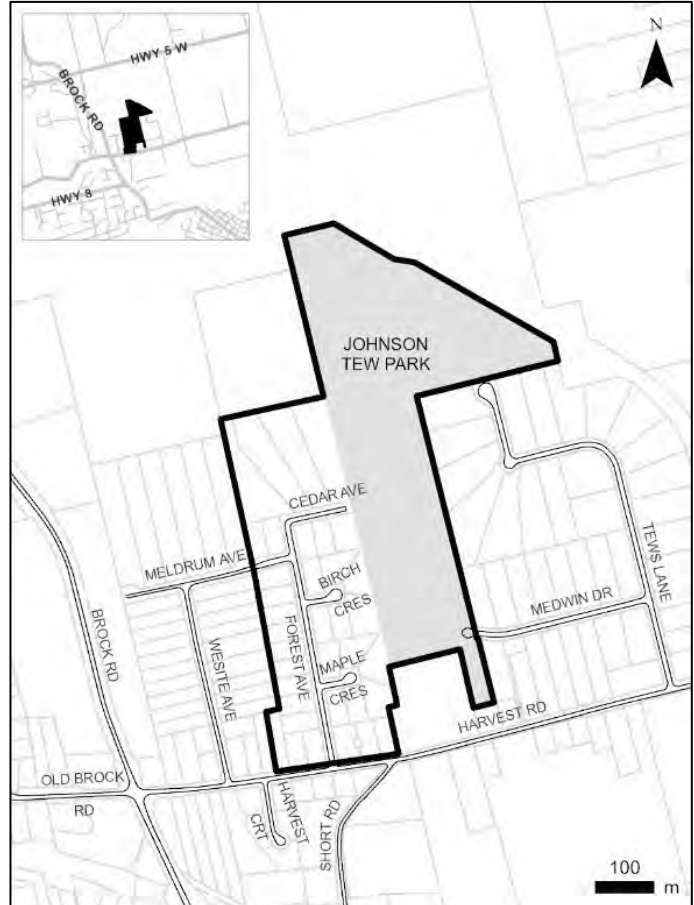 HWY 5 W
BROCK RD
HWY 8
N
JOHNSON
TEW PARK
CEDAR AVE
MELDRUM AVE
BIRCH
CRES
FOREST AVE
WESITE AVE
MAPLE
CRES
BROCK RD
TEWS LANE
MEDWIN DR
HARVEST RD
OLD BROCK
RD
HARVEST
CRT
SHORT RD
100
m